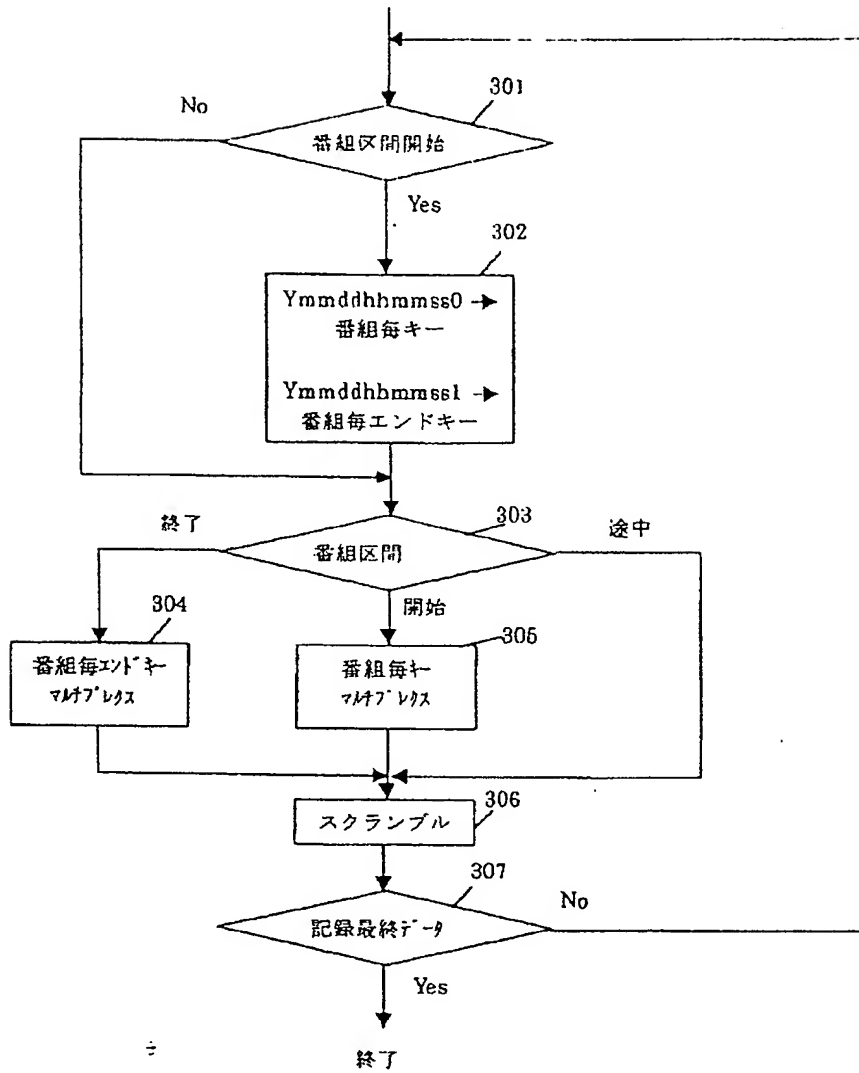 301
No
番組区間開始
Yes
302
Ymmddhhmmss0 →
番組毎キー
Ymmddhhmmss1 →
番組毎エンドキー
303
終了
途中
番組区間
304
開始
305
番組毎エンドキー
マルチプレクス
番組毎キー
マルチプレクス
スクランブル
306
307
No
記録最終データ
Yes
終了